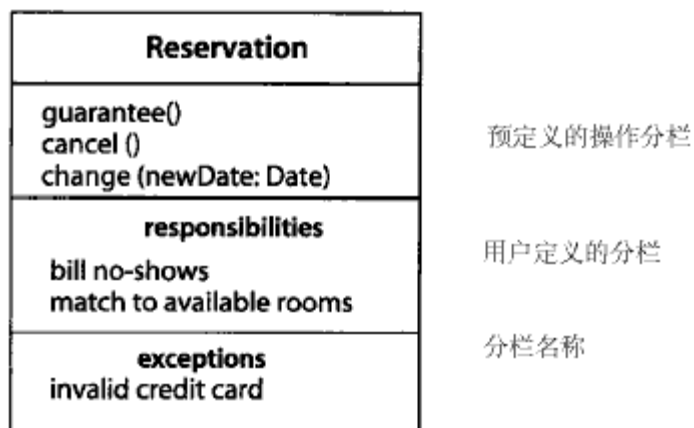 Reservation
guarantee()
cancel ()
change (newDate: Date)
预定义的操作分栏
responsibilities
bill no-shows
match to available rooms
用户定义的分栏
exceptions
invalid credit card
分栏名称